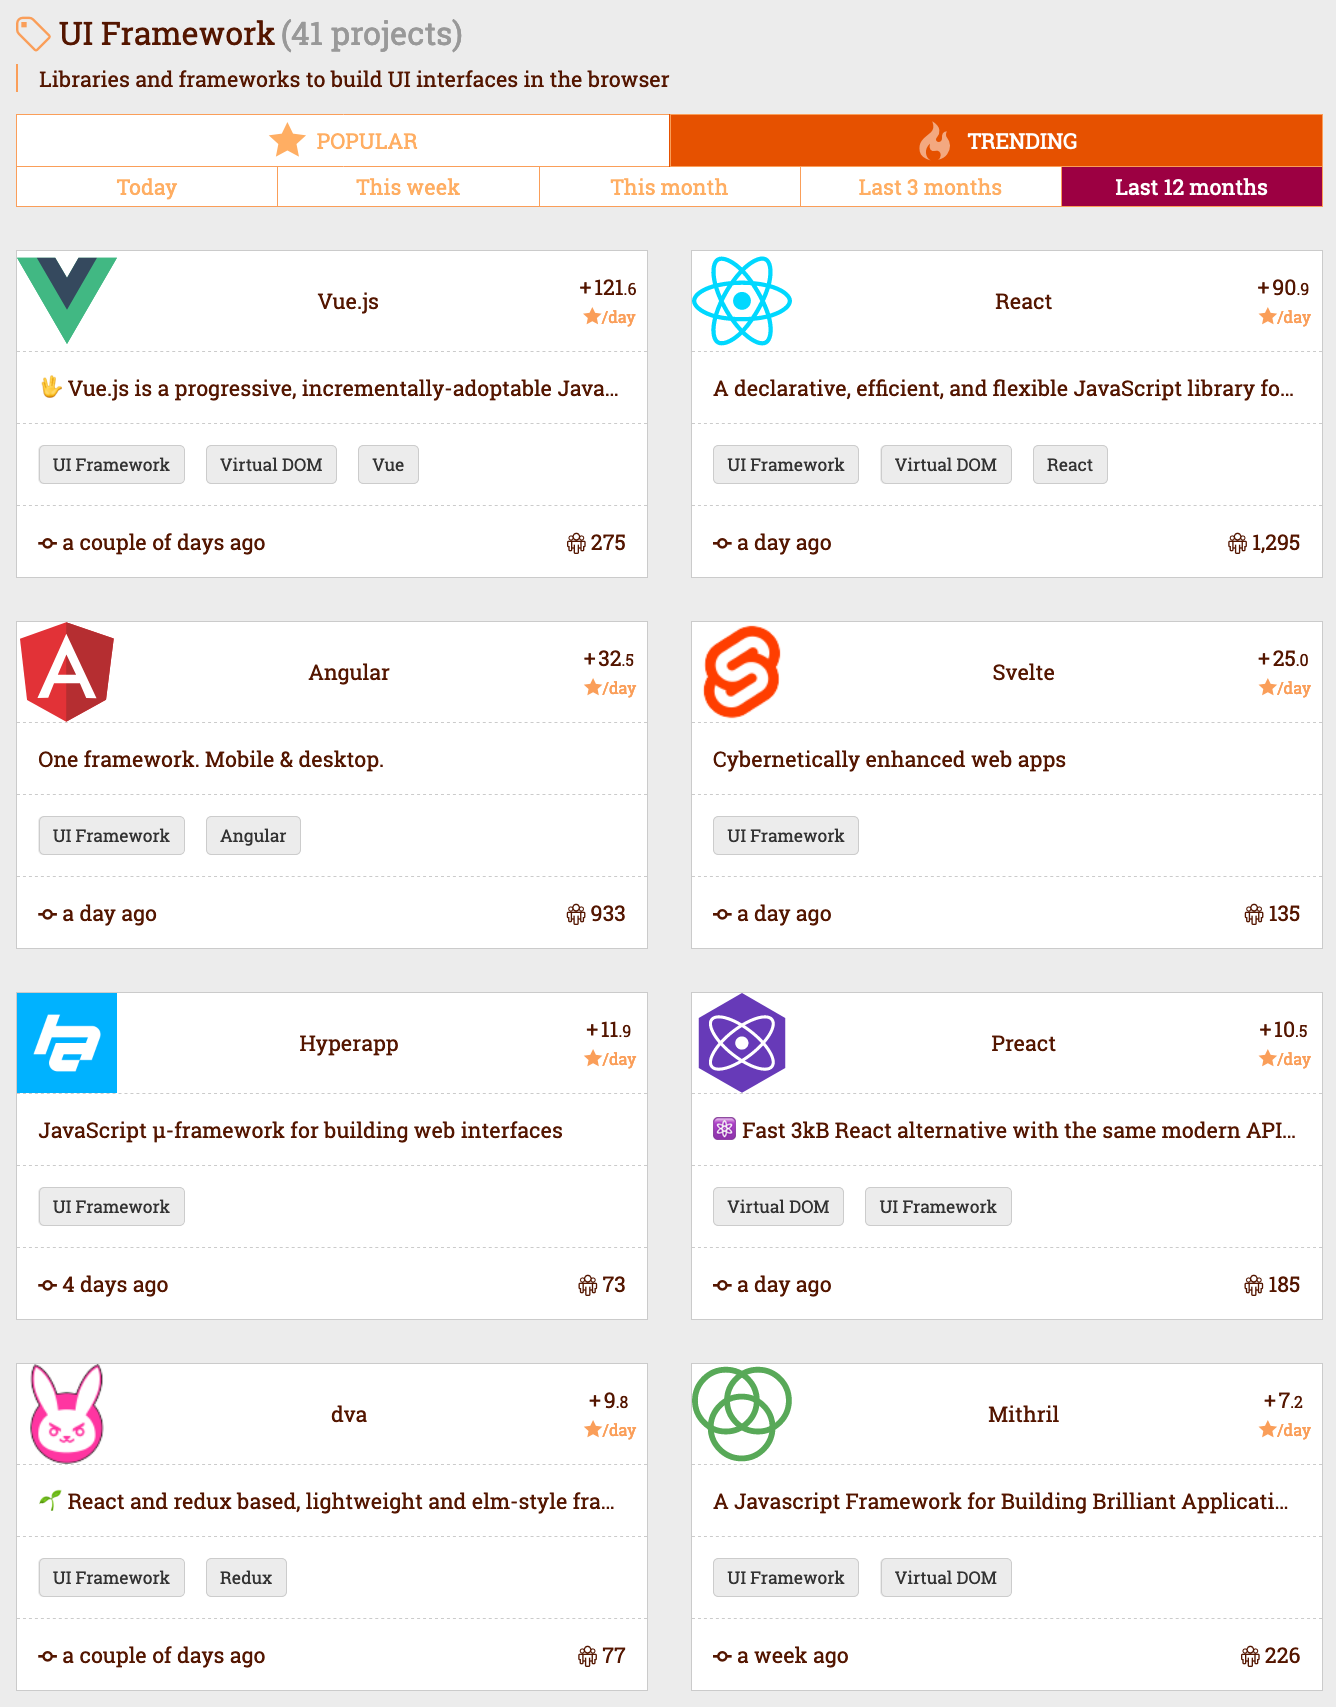 UI Framework (41 projects)
Libraries and frameworks to build UI interfaces in the browser
POPULAR
TRENDING
Today
This week
This month
Last 3 months
Last 12 months
Vue.js
+121.6
/day
🖖 Vue.js is a progressive, incrementally-adoptable Java...
UI Framework
Virtual DOM
Vue
a couple of days ago
275
React
+90.9
/day
A declarative, efficient, and flexible JavaScript library fo...
UI Framework
Virtual DOM
React
a day ago
1,295
Angular
+32.5
/day
One framework. Mobile & desktop.
UI Framework
Angular
a day ago
933
Svelte
+25.0
/day
Cybernetically enhanced web apps
UI Framework
a day ago
135
Hyperapp
+11.9
/day
JavaScript µ-framework for building web interfaces
UI Framework
4 days ago
73
Preact
+10.5
/day
⚛️ Fast 3kB React alternative with the same modern API...
Virtual DOM
UI Framework
a day ago
185
dva
+9.8
/day
🌱 React and redux based, lightweight and elm-style fra...
UI Framework
Redux
a couple of days ago
77
Mithril
+7.2
/day
A Javascript Framework for Building Brilliant Applicati...
UI Framework
Virtual DOM
a week ago
226